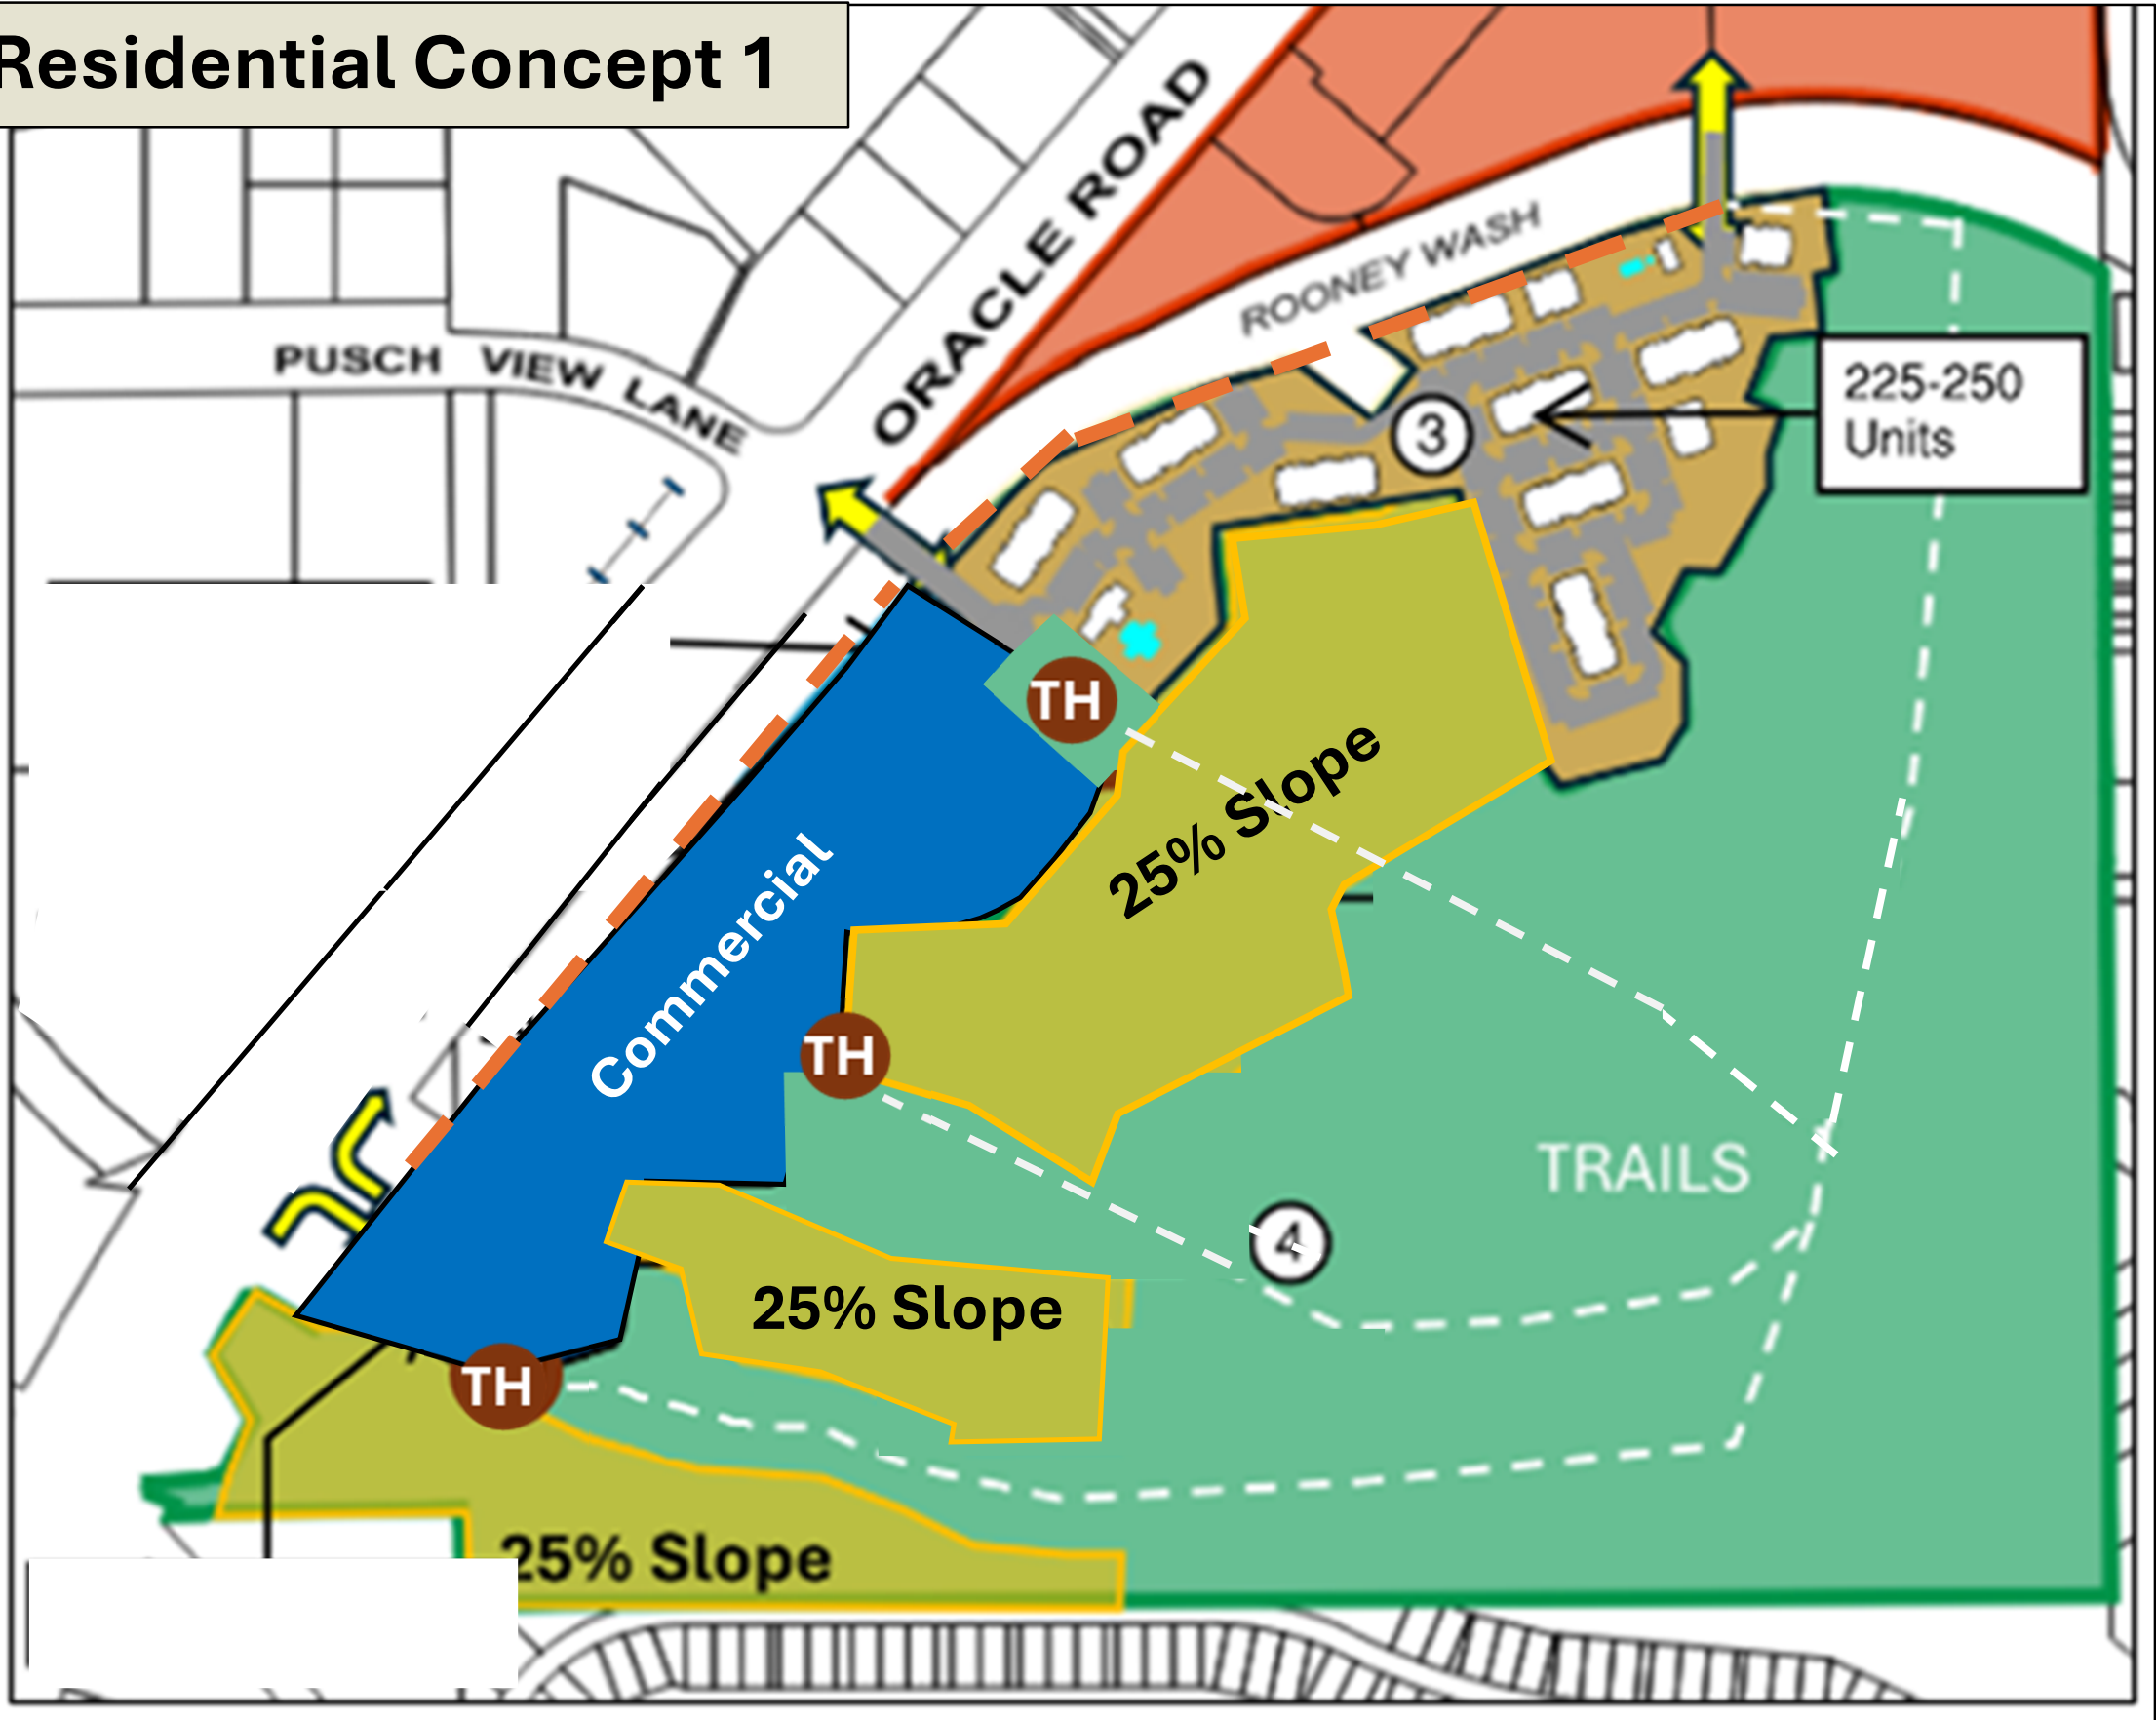 Residential Concept 1
ORACLE ROAD
ROONEY WASH
PUSCH VIEW LANE
225-250
Units
3
TH
25% Slope
Commercial
TH
TRAILS
4
25% Slope
TH
25% Slope